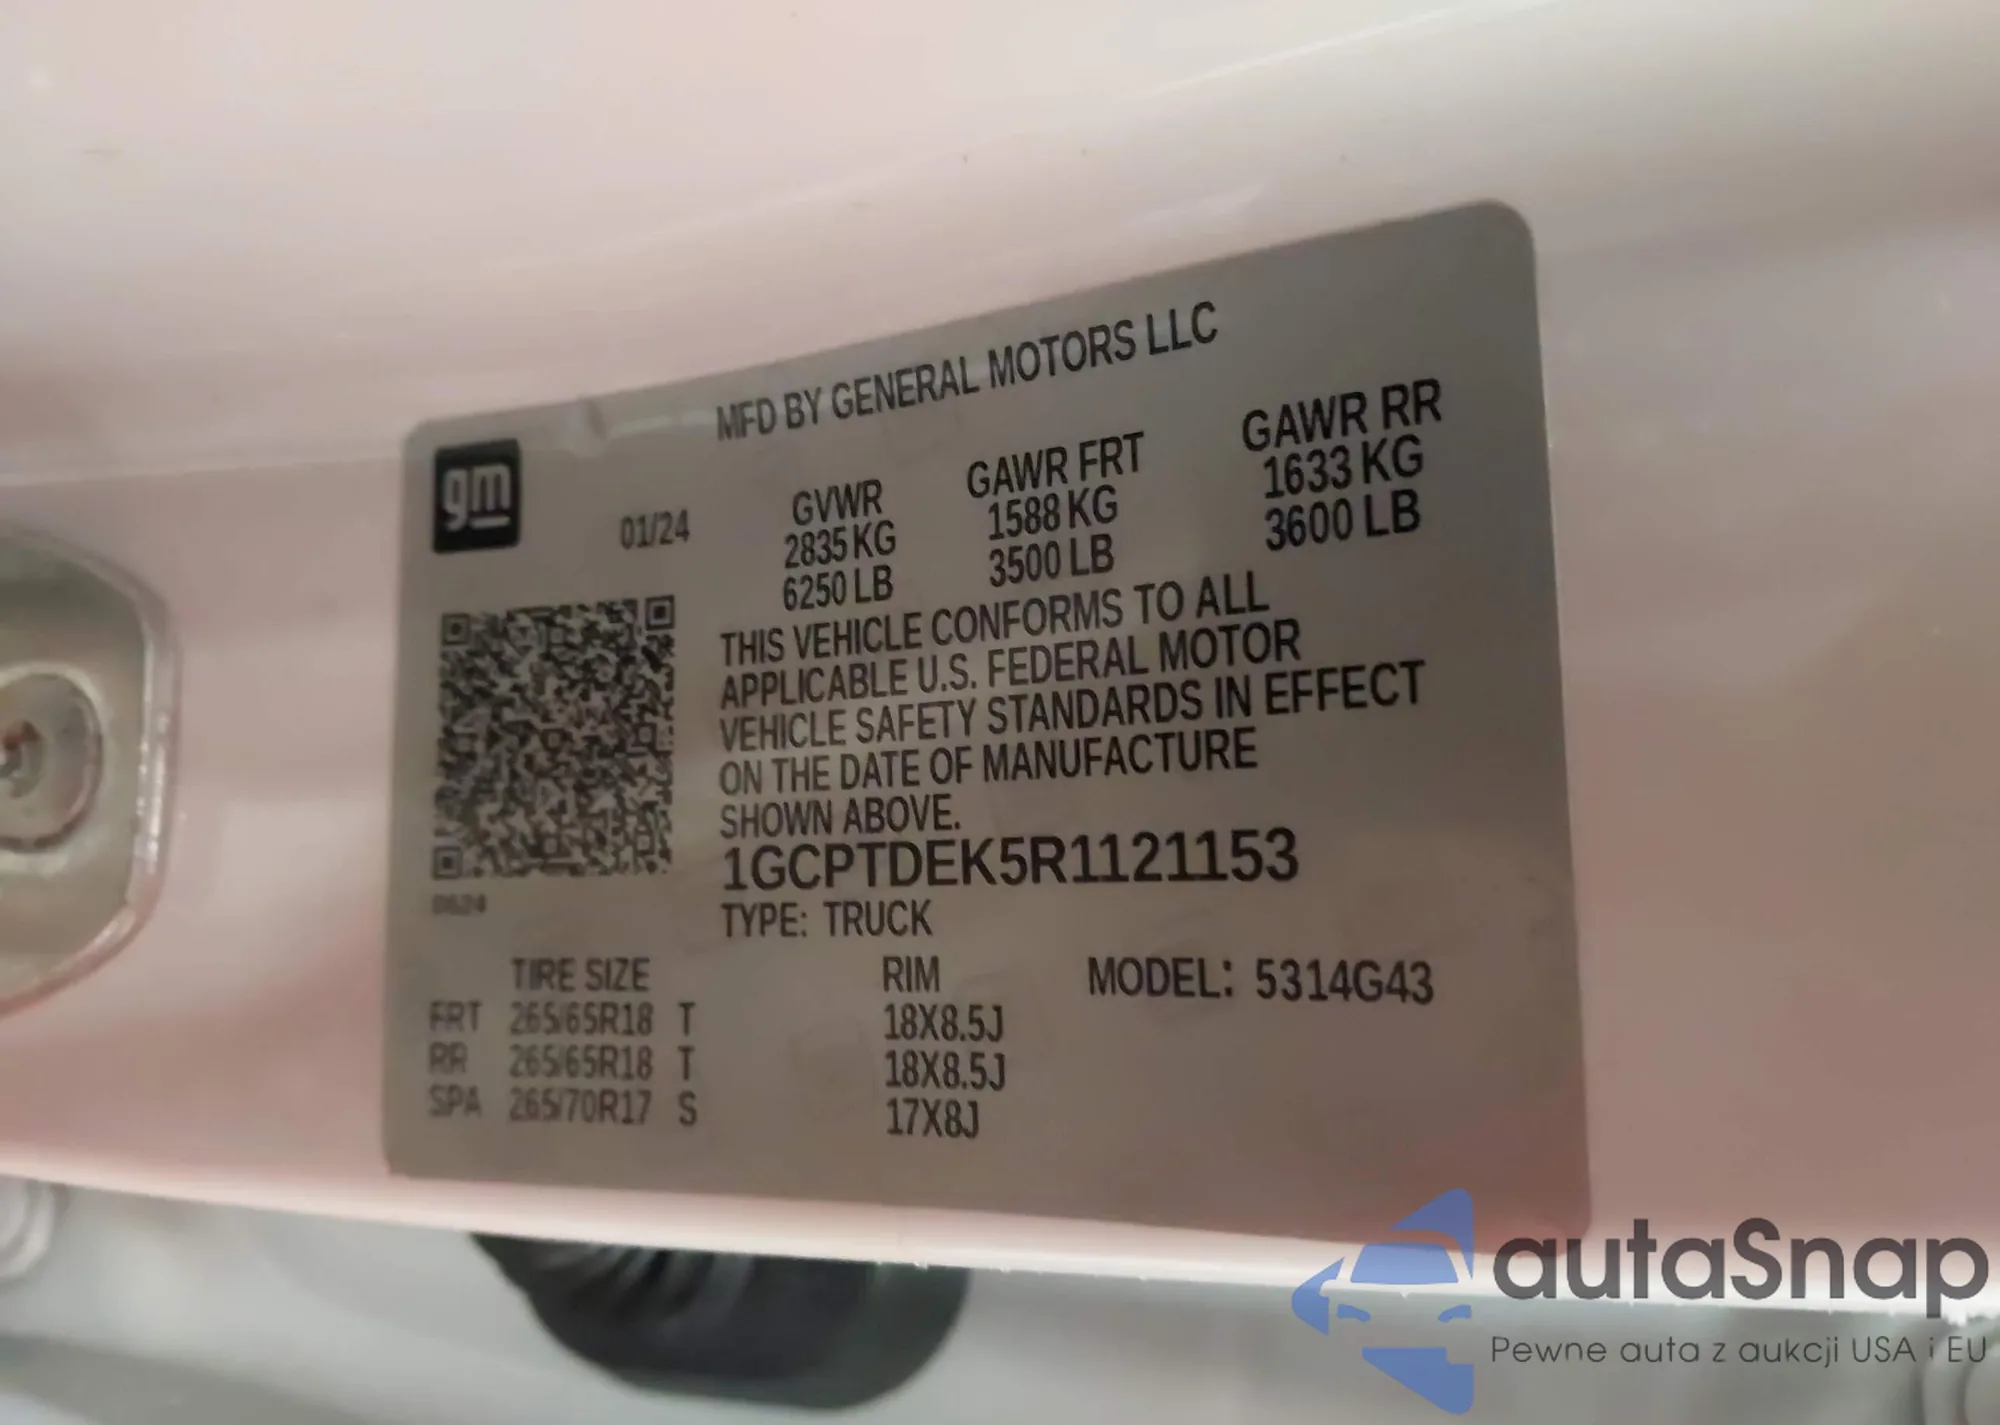 MFD BY GENERAL MOTORS LLC
gm
01/24
GVWR GAWR FRT GAWR RR
2835 KG 1588 KG 1633 KG
6250 LB 3500 LB 3600 LB
THIS VEHICLE CONFORMS TO ALL
APPLICABLE U.S. FEDERAL MOTOR
VEHICLE SAFETY STANDARDS IN EFFECT
ON THE DATE OF MANUFACTURE
SHOWN ABOVE.
1GCPTDEK5R1121153
TYPE: TRUCK
TIRE SIZE RIM MODEL: 5314G43
FRT 265/65R18 T 18X8.5J
RR 265/65R18 T 18X8.5J
SPA 265/70R17 S 17X8J
autaSnap
Pewne auta z aukcji USA i EU